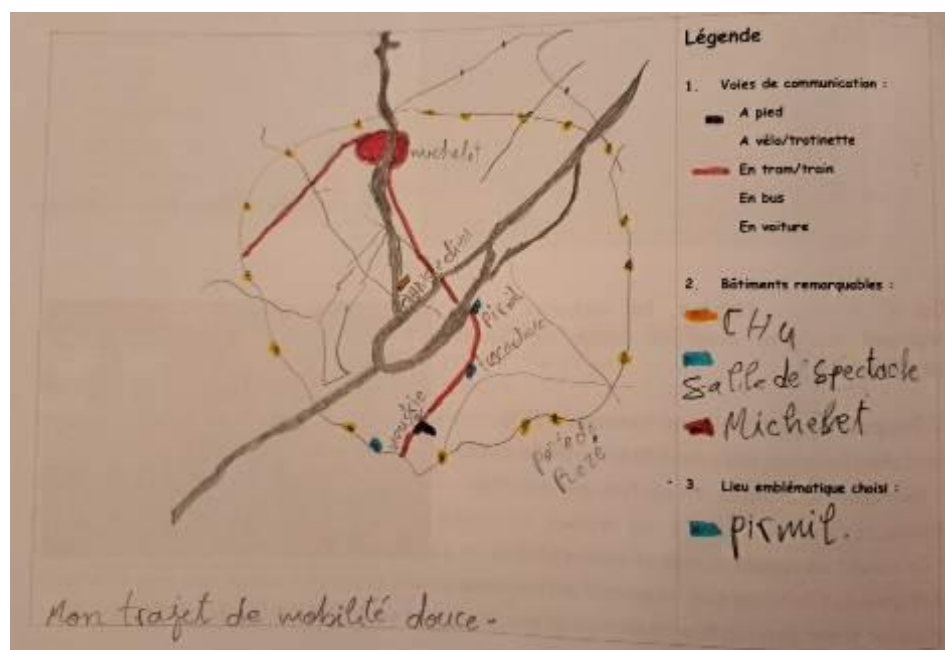 Légende
1. Voies de communication :
A pied
A vélo/trotinette
En tram/train
En bus
En voiture
2. Bâtiments remarquables :
CHU
Salle de Spectacle
Michelet
3. Lieu emblématique choisi :
pirmil.
michelet
pirmil
Rezé
Mon trajet de mobilité douce.